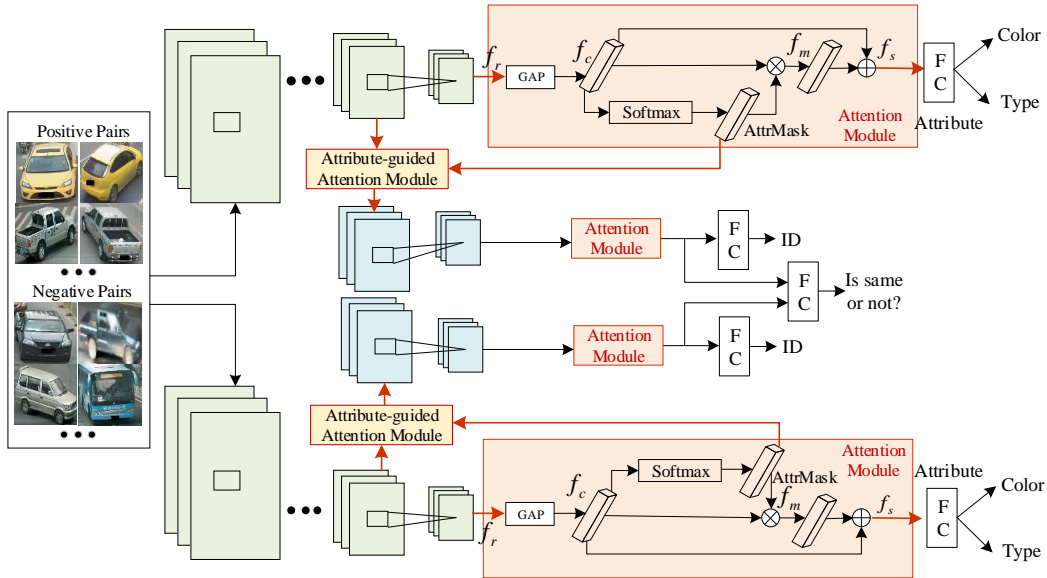 Positive Pairs
Negative Pairs
f_r
GAP
f_c
Softmax
AttrMask
f_m
f_s
Attention
Module
F
C
Attribute
Color
Type
Attribute-guided
Attention Module
Attention
Module
F
C
ID
F
C
Is same
or not?
Attention
Module
F
C
ID
Attribute-guided
Attention Module
f_r
GAP
f_c
Softmax
AttrMask
f_m
f_s
Attention
Module
Attribute
F
C
Color
Type